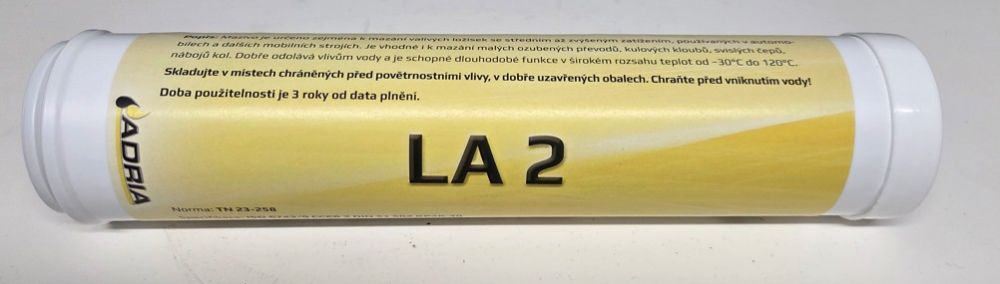 Popis: Mazivo je určeno zejména k mazání valivých ložisek se středním až zvýšeným zatížením, používaných v automo-
bilech a dalších mobilních strojích. Je vhodné i k mazání malých ozubených převodů, kulových kloubů, svislých čepů,
nábojů kol. Dobře odolává vlivům vody a je schopné dlouhodobé funkce v širokém rozsahu teplot od -30°C do 120°C.
Skladujte v místech chráněných před povětrnostními vlivy, v dobře uzavřených obalech. Chraňte před vniknutím vody!
Doba použitelnosti je 3 roky od data plnění.
ADRIA
LA 2
Norma: TN 23-258